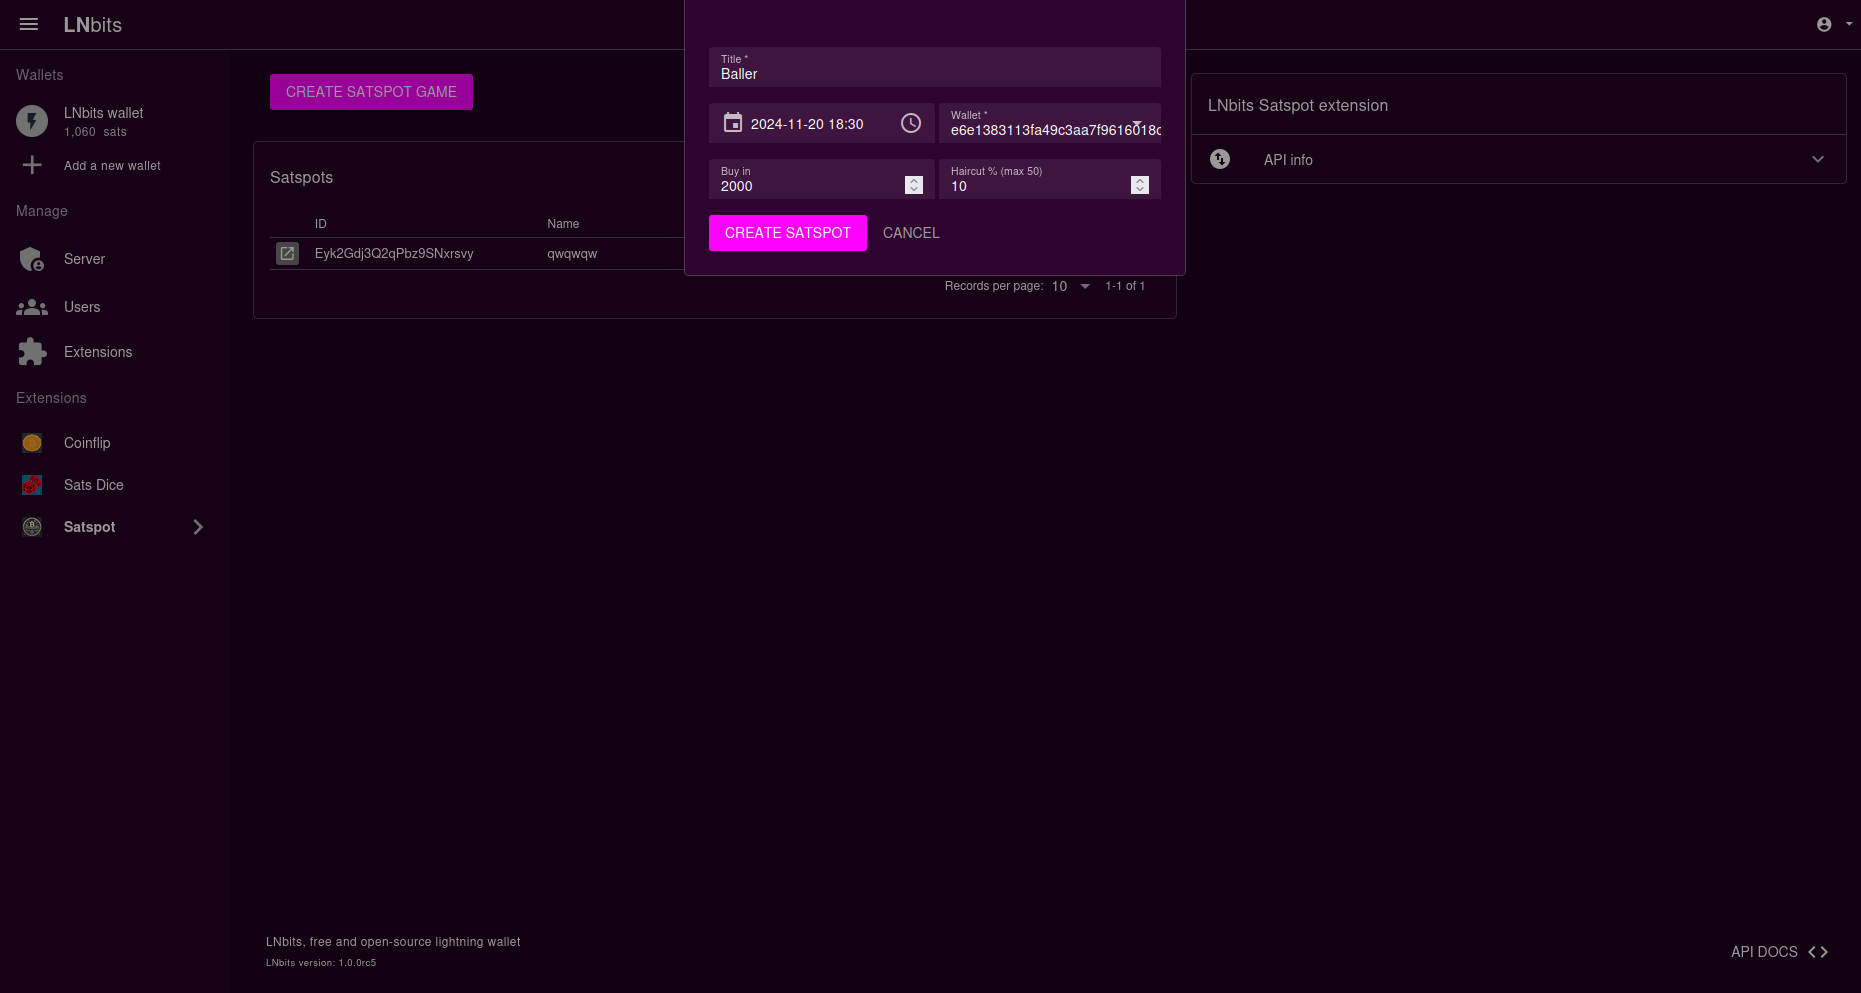 LNbits
Wallets
LNbits wallet
1,060 sats
Add a new wallet
Manage
Server
Users
Extensions
Extensions
Coinflip
Sats Dice
Satspot
CREATE SATSPOT GAME
Satspots
ID Name
Eyk2Gdj3Q2qPbz9SNxrsvy qwqwqw
Records per page: 10 1-1 of 1
Title *
Baller
2024-11-20 18:30
Wallet *
e6e1383113fa49c3aa7f9616018c
Buy in
2000
Haircut % (max 50)
10
CREATE SATSPOT CANCEL
LNbits Satspot extension
API info
LNbits, free and open-source lightning wallet
LNbits version: 1.0.0rc5
API DOCS